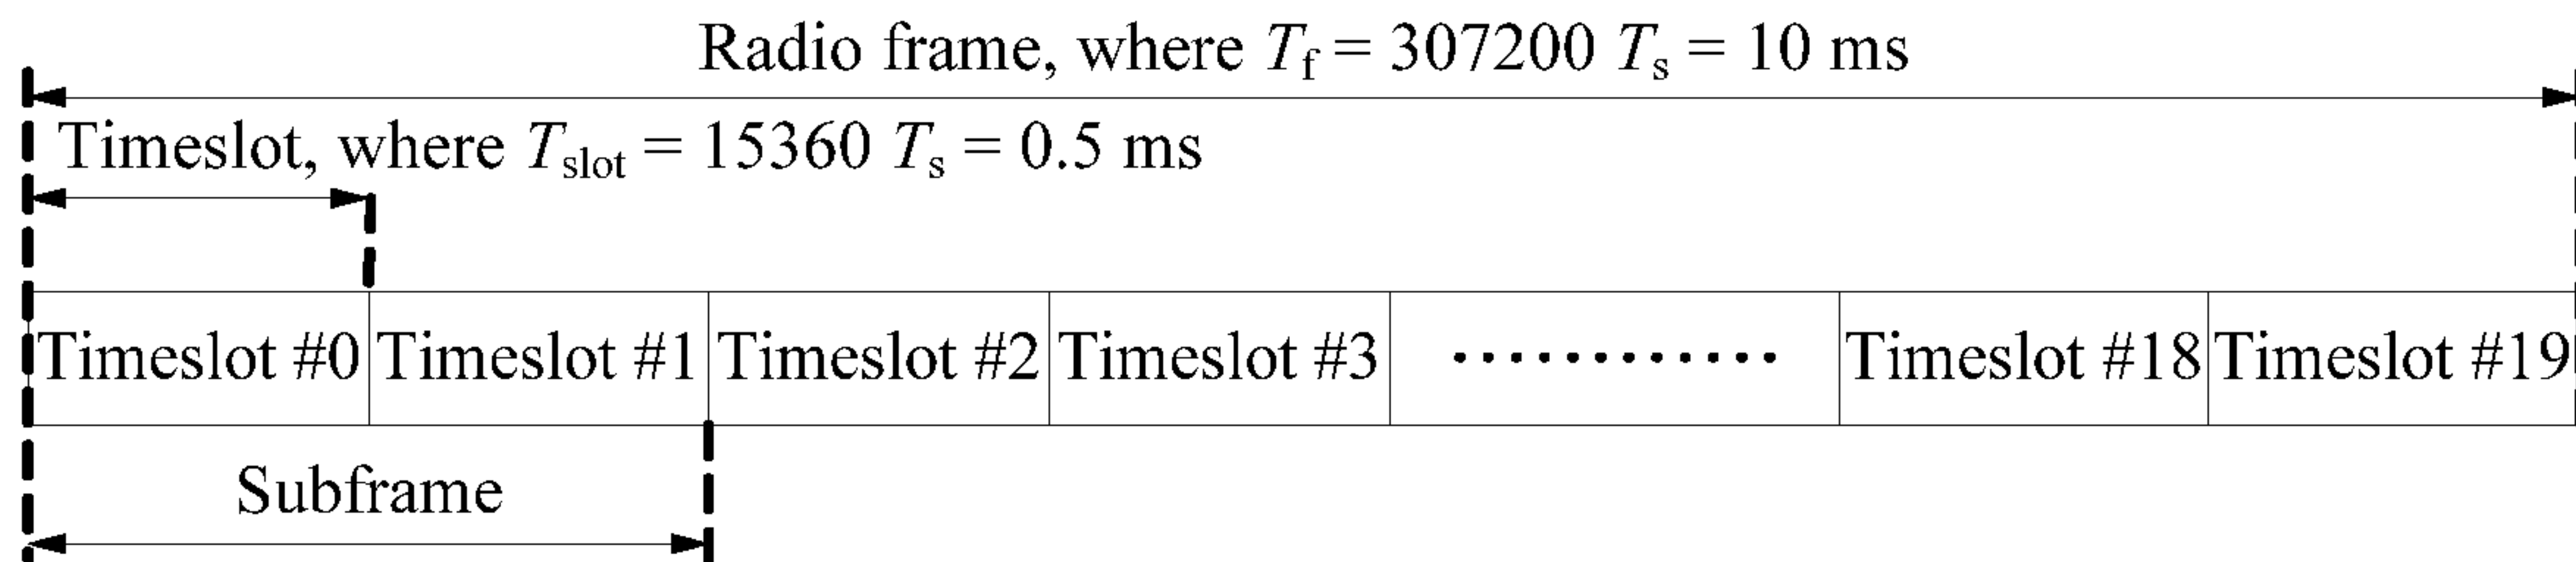 Radio frame, where Tf = 307200 Ts = 10 ms
Timeslot, where Tslot = 15360 Ts = 0.5 ms
Timeslot #0 Timeslot #1 Timeslot #2 Timeslot #3 ............ Timeslot #18 Timeslot #19
Subframe